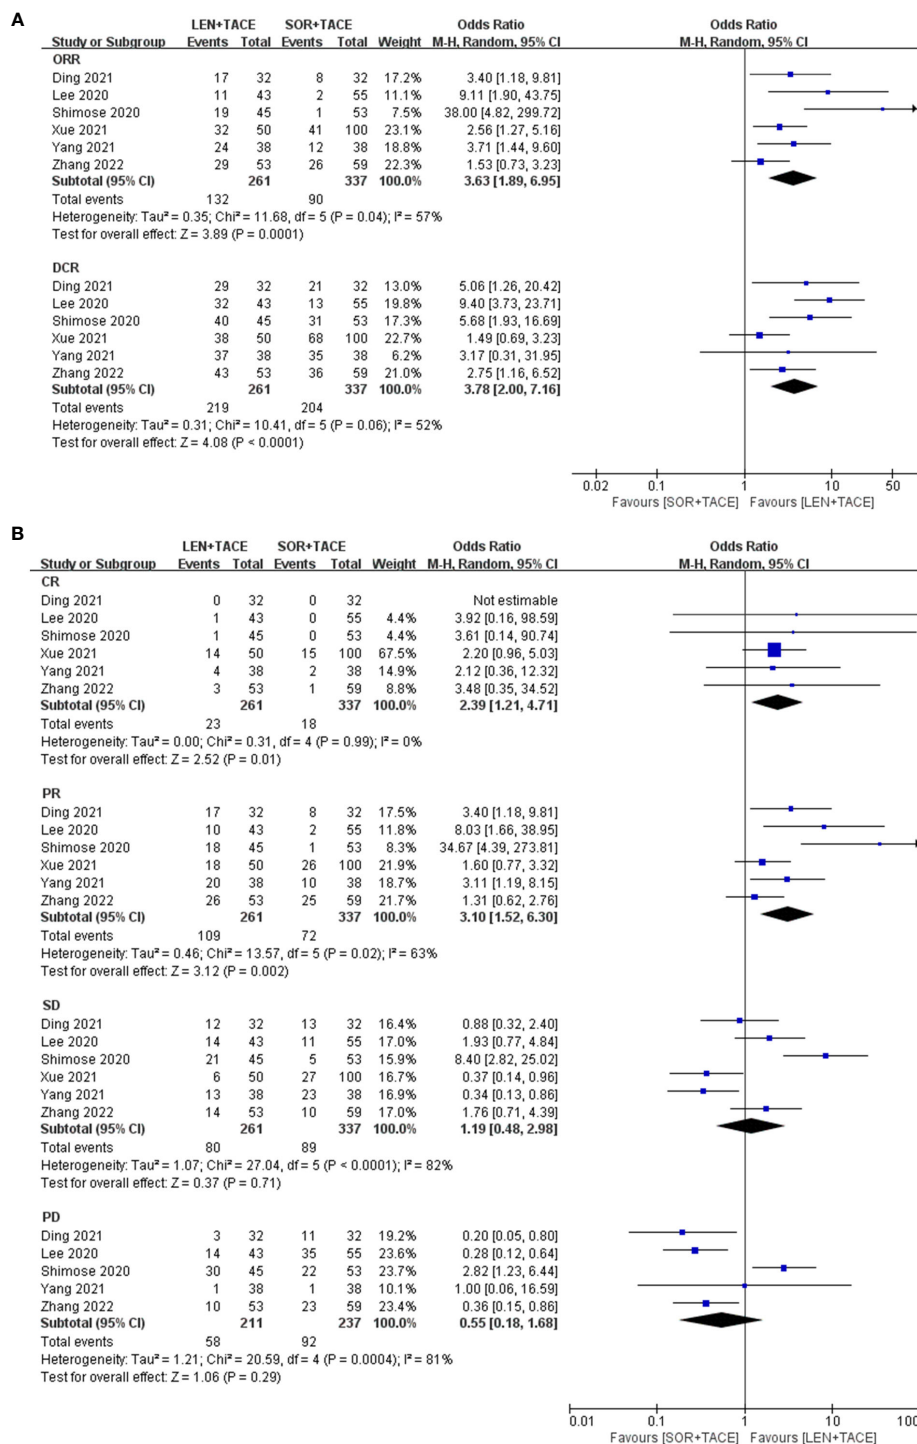 A
LEN+TACE SOR+TACE Odds Ratio Odds Ratio
Study or Subgroup Events Total Events Total Weight M-H, Random, 95% CI M-H, Random, 95% CI
ORR
Ding 2021 17 32 8 32 17.2% 3.40 [1.18, 9.81]
Lee 2020 11 43 2 55 11.1% 9.11 [1.90, 43.75]
Shimose 2020 19 45 1 53 7.5% 38.00 [4.82, 299.72]
Xue 2021 32 50 41 100 23.1% 2.56 [1.27, 5.16]
Yang 2021 24 38 12 38 18.8% 3.71 [1.44, 9.60]
Zhang 2022 29 53 26 59 22.3% 1.53 [0.73, 3.23]
Subtotal (95% CI) 261 337 100.0% 3.63 [1.89, 6.95]
Total events 132 90
Heterogeneity: Tau² = 0.35; Chi² = 11.68, df = 5 (P = 0.04); I² = 57%
Test for overall effect: Z = 3.89 (P = 0.0001)
DCR
Ding 2021 29 32 21 32 13.0% 5.06 [1.26, 20.42]
Lee 2020 32 43 13 55 19.8% 9.40 [3.73, 23.71]
Shimose 2020 40 45 31 53 17.3% 5.68 [1.93, 16.69]
Xue 2021 38 50 68 100 22.7% 1.49 [0.69, 3.23]
Yang 2021 37 38 35 38 6.2% 3.17 [0.31, 31.95]
Zhang 2022 43 53 36 59 21.0% 2.75 [1.16, 6.52]
Subtotal (95% CI) 261 337 100.0% 3.78 [2.00, 7.16]
Total events 219 204
Heterogeneity: Tau² = 0.31; Chi² = 10.41, df = 5 (P = 0.06); I² = 52%
Test for overall effect: Z = 4.08 (P < 0.0001)
0.02 0.1 1 10 50
Favours [SOR+TACE] Favours [LEN+TACE]
B
LEN+TACE SOR+TACE Odds Ratio Odds Ratio
Study or Subgroup Events Total Events Total Weight M-H, Random, 95% CI M-H, Random, 95% CI
CR
Ding 2021 0 32 0 32 Not estimable
Lee 2020 1 43 0 55 4.4% 3.92 [0.16, 98.59]
Shimose 2020 1 45 0 53 4.4% 3.61 [0.14, 90.74]
Xue 2021 14 50 15 100 67.5% 2.20 [0.96, 5.03]
Yang 2021 4 38 2 38 14.9% 2.12 [0.36, 12.32]
Zhang 2022 3 53 1 59 8.8% 3.48 [0.35, 34.52]
Subtotal (95% CI) 261 337 100.0% 2.39 [1.21, 4.71]
Total events 23 18
Heterogeneity: Tau² = 0.00; Chi² = 0.31, df = 4 (P = 0.99); I² = 0%
Test for overall effect: Z = 2.52 (P = 0.01)
PR
Ding 2021 17 32 8 32 17.5% 3.40 [1.18, 9.81]
Lee 2020 10 43 2 55 11.8% 8.03 [1.66, 38.95]
Shimose 2020 18 45 1 53 8.3% 34.67 [4.39, 273.81]
Xue 2021 18 50 26 100 21.9% 1.60 [0.77, 3.32]
Yang 2021 20 38 10 38 18.7% 3.11 [1.19, 8.15]
Zhang 2022 26 53 25 59 21.7% 1.31 [0.62, 2.76]
Subtotal (95% CI) 261 337 100.0% 3.10 [1.52, 6.30]
Total events 109 72
Heterogeneity: Tau² = 0.46; Chi² = 13.57, df = 5 (P = 0.02); I² = 63%
Test for overall effect: Z = 3.12 (P = 0.002)
SD
Ding 2021 12 32 13 32 16.4% 0.88 [0.32, 2.40]
Lee 2020 14 43 11 55 17.0% 1.93 [0.77, 4.84]
Shimose 2020 21 45 5 53 15.9% 8.40 [2.82, 25.02]
Xue 2021 6 50 27 100 16.7% 0.37 [0.14, 0.96]
Yang 2021 13 38 23 38 16.9% 0.34 [0.13, 0.86]
Zhang 2022 14 53 10 59 17.0% 1.76 [0.71, 4.39]
Subtotal (95% CI) 261 337 100.0% 1.19 [0.48, 2.98]
Total events 80 89
Heterogeneity: Tau² = 1.07; Chi² = 27.04, df = 5 (P < 0.0001); I² = 82%
Test for overall effect: Z = 0.37 (P = 0.71)
PD
Ding 2021 3 32 11 32 19.2% 0.20 [0.05, 0.80]
Lee 2020 14 43 35 55 23.6% 0.28 [0.12, 0.64]
Shimose 2020 30 45 22 53 23.7% 2.82 [1.23, 6.44]
Yang 2021 1 38 1 38 10.1% 1.00 [0.06, 16.59]
Zhang 2022 10 53 23 59 23.4% 0.36 [0.15, 0.86]
Subtotal (95% CI) 211 237 100.0% 0.55 [0.18, 1.68]
Total events 58 92
Heterogeneity: Tau² = 1.21; Chi² = 20.59, df = 4 (P = 0.0004); I² = 81%
Test for overall effect: Z = 1.06 (P = 0.29)
0.01 0.1 1 10 100
Favours [SOR+TACE] Favours [LEN+TACE]